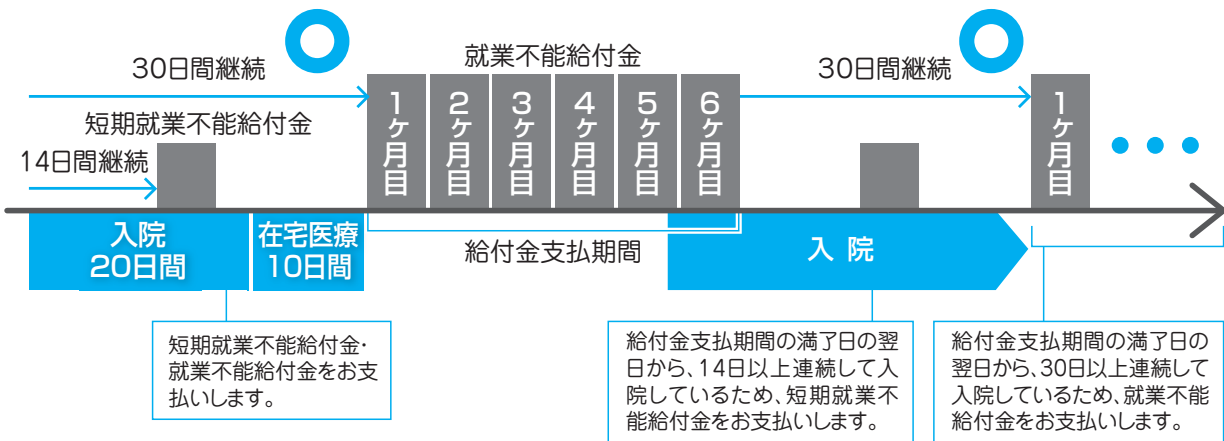 30日間継続
就業不能給付金
30日間継続
短期就業不能給付金
14日間継続
1ヶ月目
2ヶ月目
3ヶ月目
4ヶ月目
5ヶ月目
6ヶ月目
1ヶ月目
入院
20日間
在宅医療
10日間
給付金支払期間
入 院
短期就業不能給付金・
就業不能給付金をお支
払いします。
給付金支払期間の満了日の翌
日から、14日以上連続して入
院しているため、短期就業不
能給付金をお支払いします。
給付金支払期間の満了日の
翌日から、30日以上連続して
入院しているため、就業不能
給付金をお支払いします。